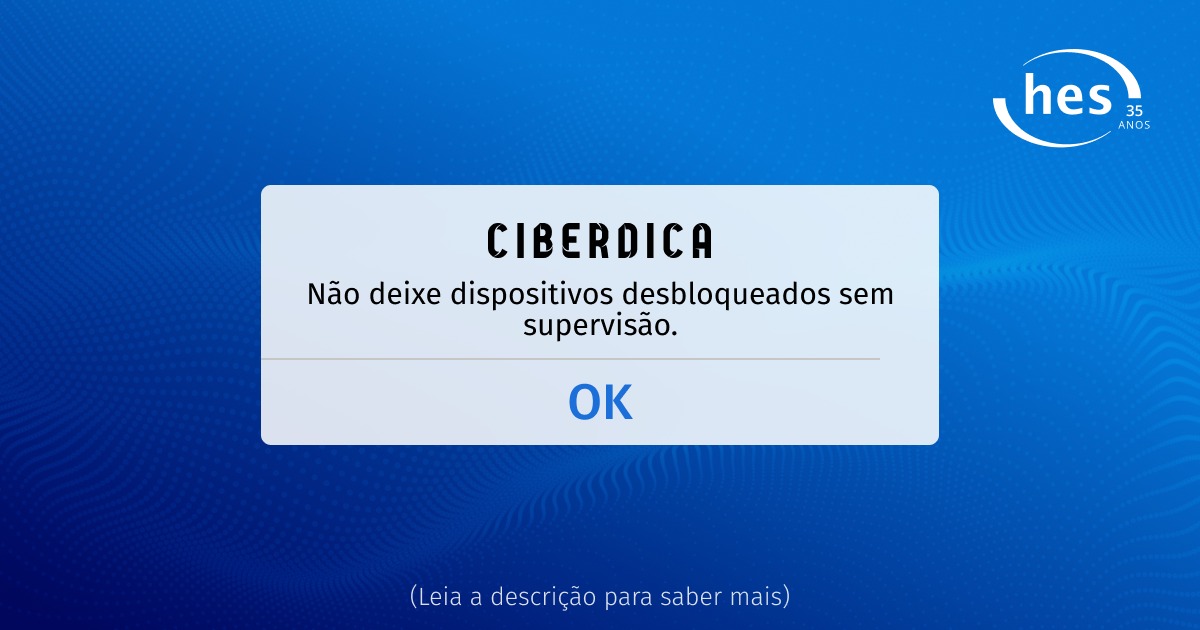 hes
35
ANOS
CIBERDICA
Não deixe dispositivos desbloqueados sem
supervisão.
OK
(Leia a descrição para saber mais)